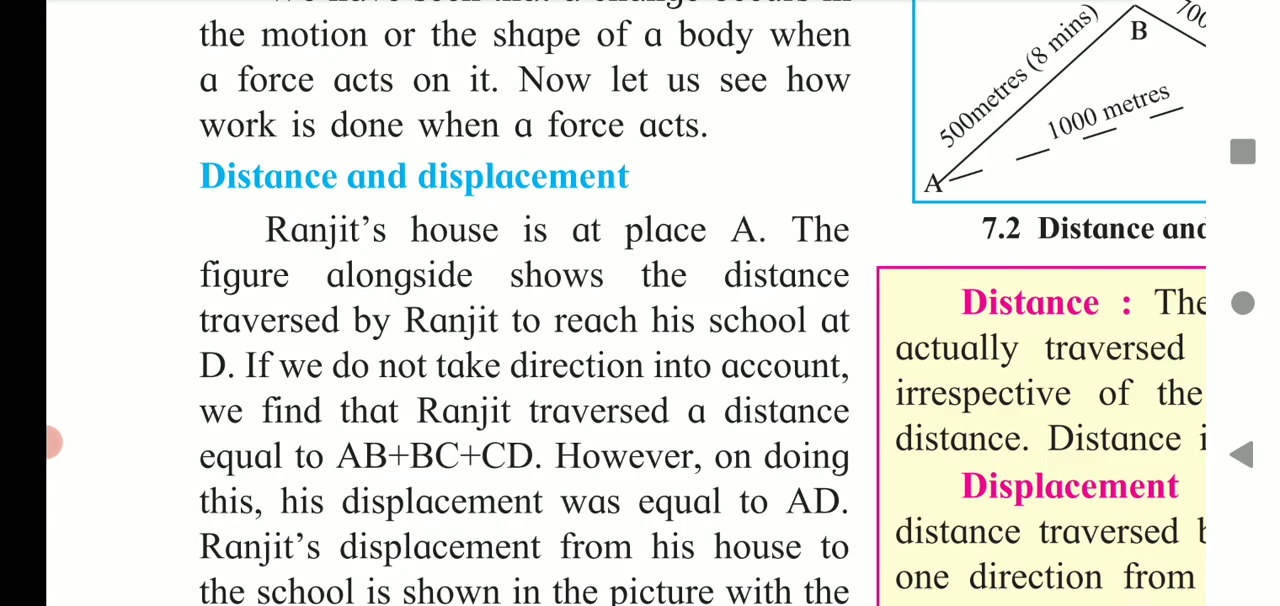 the motion or the shape of a body when
a force acts on it. Now let us see how
work is done when a force acts.
Distance and displacement
Ranjit's house is at place A. The
figure alongside shows the distance
traversed by Ranjit to reach his school at
D. If we do not take direction into account,
we find that Ranjit traversed a distance
equal to AB+BC+CD. However, on doing
this, his displacement was equal to AD.
Ranjit's displacement from his house to
the school is shown in the picture with the
500metres (8 mins)
B
700
1000 metres
A
7.2 Distance and
Distance : The
actually traversed
irrespective of the
distance. Distance i
Displacement
distance traversed b
one direction from